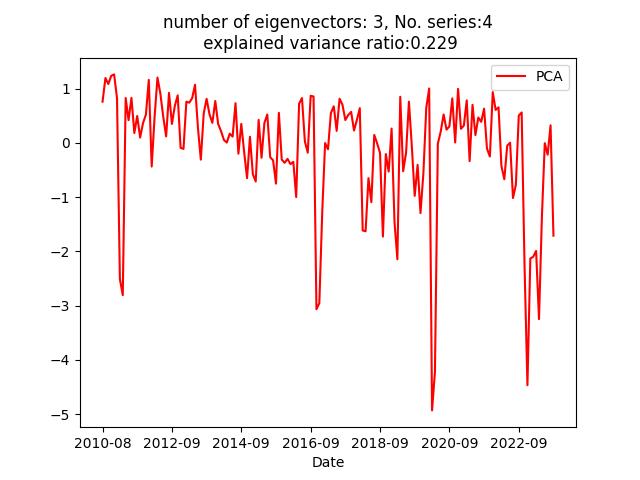 number of eigenvectors: 3, No. series:4
explained variance ratio:0.229
PCA
1
0
−1
−2
−3
−4
−5
2010-08 2012-09 2014-09 2016-09 2018-09 2020-09 2022-09
Date